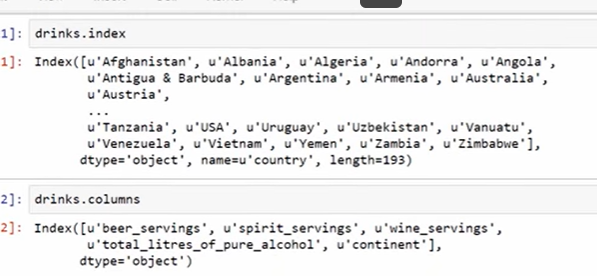 1]: drinks.index
1]: Index([u'Afghanistan', u'Albania', u'Algeria', u'Andorra', u'Angola',
u'Antigua & Barbuda', u'Argentina', u'Armenia', u'Australia',
u'Austria',
...
u'Tanzania', u'USA', u'Uruguay', u'Uzbekistan', u'Vanuatu',
u'Venezuela', u'Vietnam', u'Yemen', u'Zambia', u'Zimbabwe'],
dtype='object', name=u'country', length=193)
2]: drinks.columns
2]: Index([u'beer_servings', u'spirit_servings', u'wine_servings',
u'total_litres_of_pure_alcohol', u'continent'],
dtype='object')